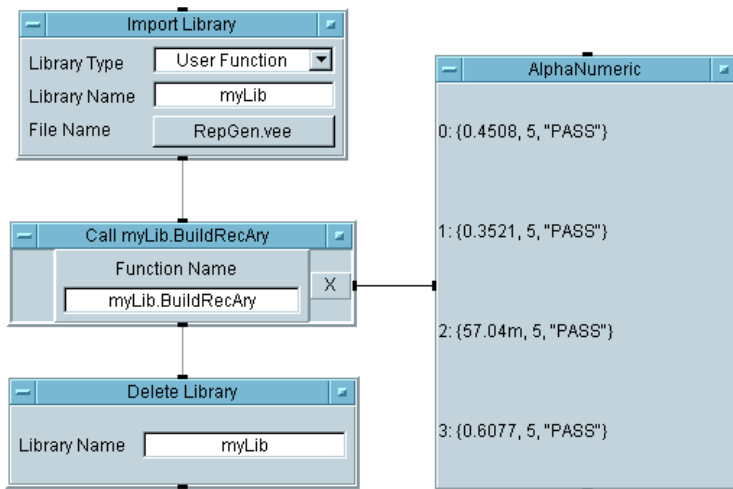 Import Library
Library Type User Function
Library Name myLib
File Name RepGen.vee
Call myLib.BuildRecAry
Function Name
myLib.BuildRecAry
X
Delete Library
Library Name myLib
AlphaNumeric
0: {0.4508, 5, "PASS"}
1: {0.3521, 5, "PASS"}
2: {57.04m, 5, "PASS"}
3: {0.6077, 5, "PASS"}